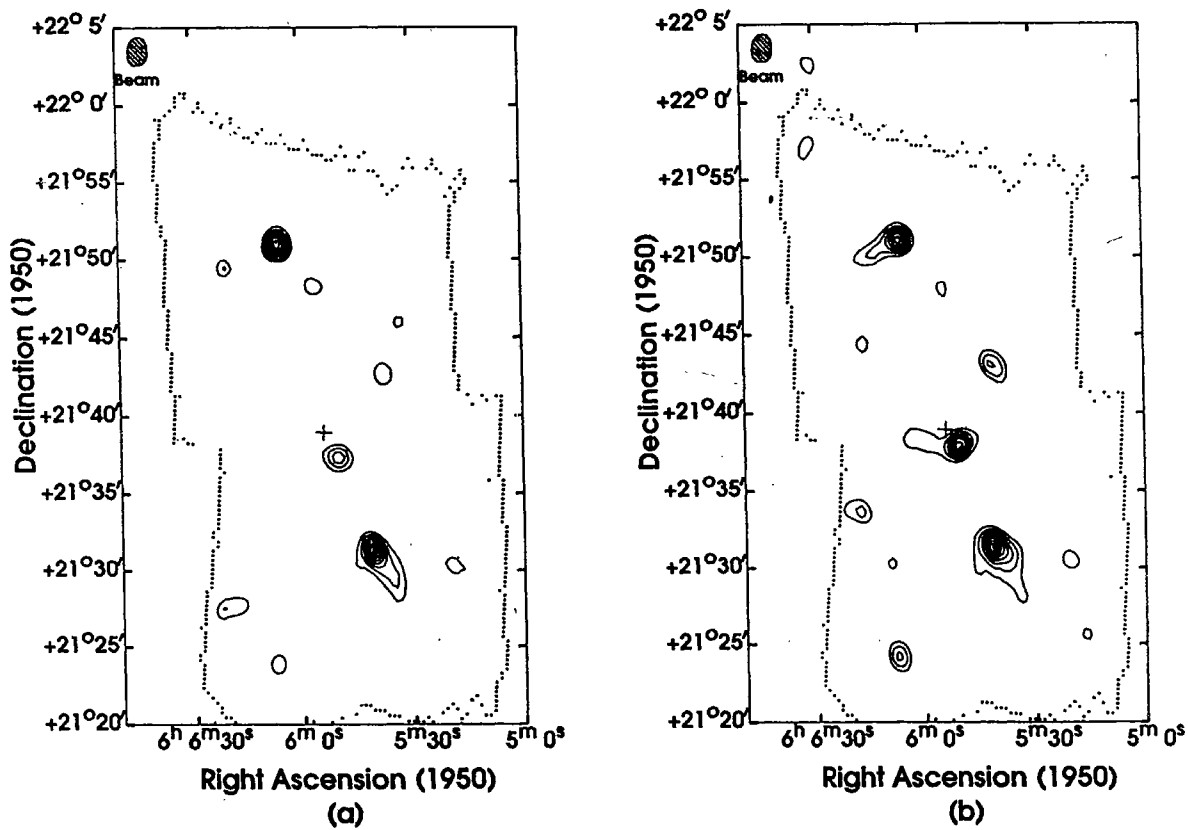 +22° 5′
Beam
+22° 0′
+21° 55′
+21° 50′
+21° 45′
+21° 40′
+21° 35′
+21° 30′
+21° 25′
+21° 20′
Declination (1950)
6ʰ 6ᵐ30ˢ 6ᵐ 0ˢ 5ᵐ30ˢ 5ᵐ 0ˢ
Right Ascension (1950)
(a)
+22° 5′
Beam
+22° 0′
+21° 55′
+21° 50′
+21° 45′
+21° 40′
+21° 35′
+21° 30′
+21° 25′
+21° 20′
Declination (1950)
6ʰ 6ᵐ30ˢ 6ᵐ 0ˢ 5ᵐ30ˢ 5ᵐ 0ˢ
Right Ascension (1950)
(b)